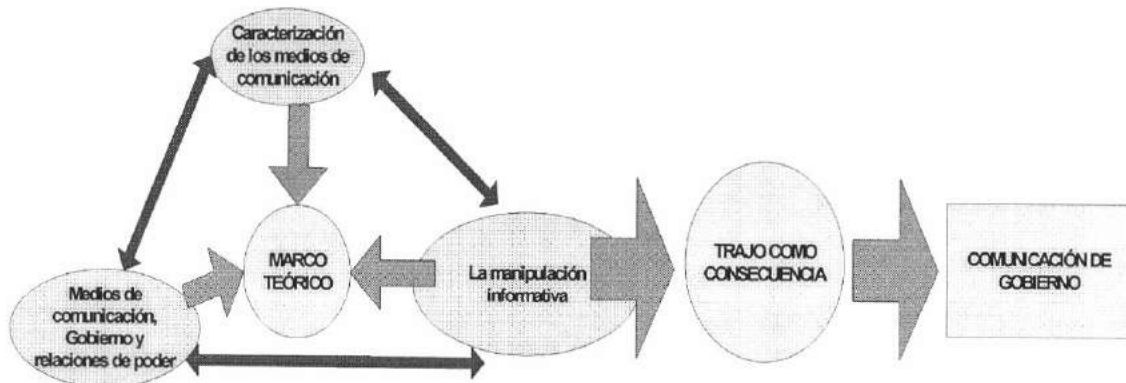 Caracterización
de los medios de
comunicación
MARCO
TEÓRICO
Medios de
comunicación,
Gobierno y
relaciones de poder
La manipulación
informativa
TRAJO COMO
CONSECUENCIA
COMUNICACIÓN DE
GOBIERNO